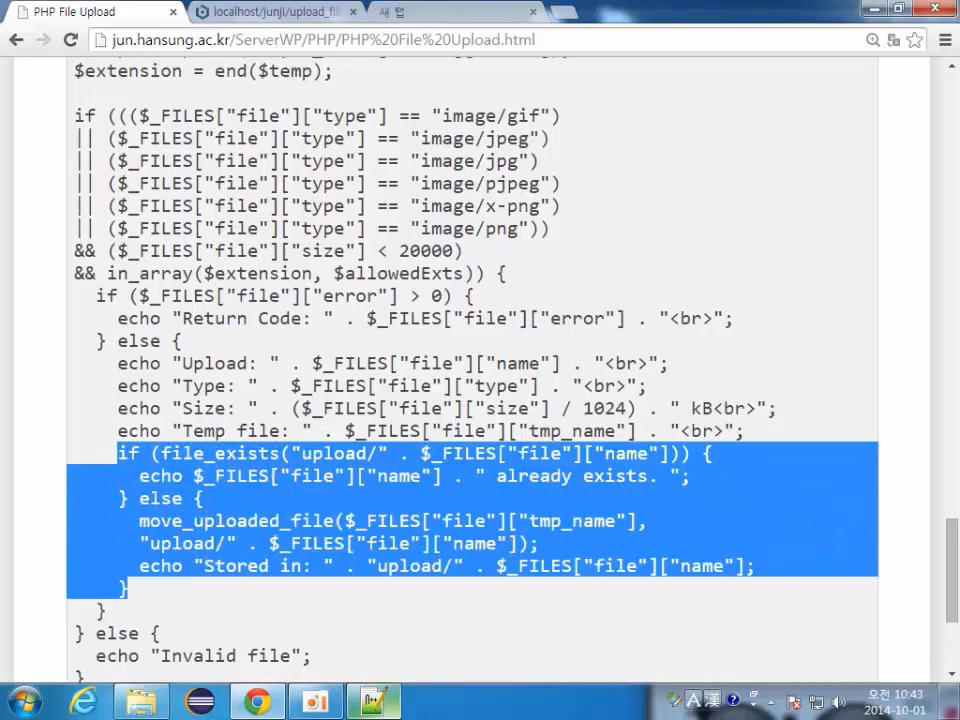 PHP File Upload
localhost/junji/upload_file
새 탭
jun.hansung.ac.kr/ServerWP/PHP/PHP%20File%20Upload.html
$extension = end($temp);
if ((($_FILES["file"]["type"] == "image/gif")
|| ($_FILES["file"]["type"] == "image/jpeg")
|| ($_FILES["file"]["type"] == "image/jpg")
|| ($_FILES["file"]["type"] == "image/pjpeg")
|| ($_FILES["file"]["type"] == "image/x-png")
|| ($_FILES["file"]["type"] == "image/png"))
&& ($_FILES["file"]["size"] < 20000)
&& in_array($extension, $allowedExts)) {
if ($_FILES["file"]["error"] > 0) {
echo "Return Code: " . $_FILES["file"]["error"] . "<br>";
} else {
echo "Upload: " . $_FILES["file"]["name"] . "<br>";
echo "Type: " . $_FILES["file"]["type"] . "<br>";
echo "Size: " . ($_FILES["file"]["size"] / 1024) . " kB<br>";
echo "Temp file: " . $_FILES["file"]["tmp_name"] . "<br>";
if (file_exists("upload/" . $_FILES["file"]["name"])) {
echo $_FILES["file"]["name"] . " already exists. ";
} else {
move_uploaded_file($_FILES["file"]["tmp_name"],
"upload/" . $_FILES["file"]["name"]);
echo "Stored in: " . "upload/" . $_FILES["file"]["name"];
}
}
} else {
echo "Invalid file";
}
A 漢
오전 10:43
2014-10-01